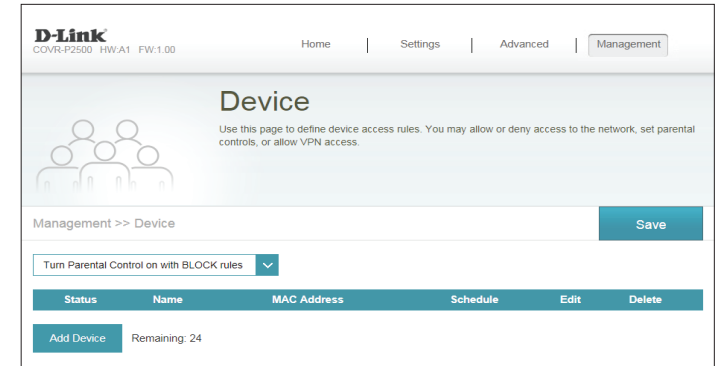 D-Link
COVR-P2500 HW:A1 FW:1.00
Home | Settings | Advanced | Management
Device
Use this page to define device access rules. You may allow or deny access to the network, set parental
controls, or allow VPN access.
Management >> Device
Save
Turn Parental Control on with BLOCK rules
Status Name MAC Address Schedule Edit Delete
Add Device Remaining: 24